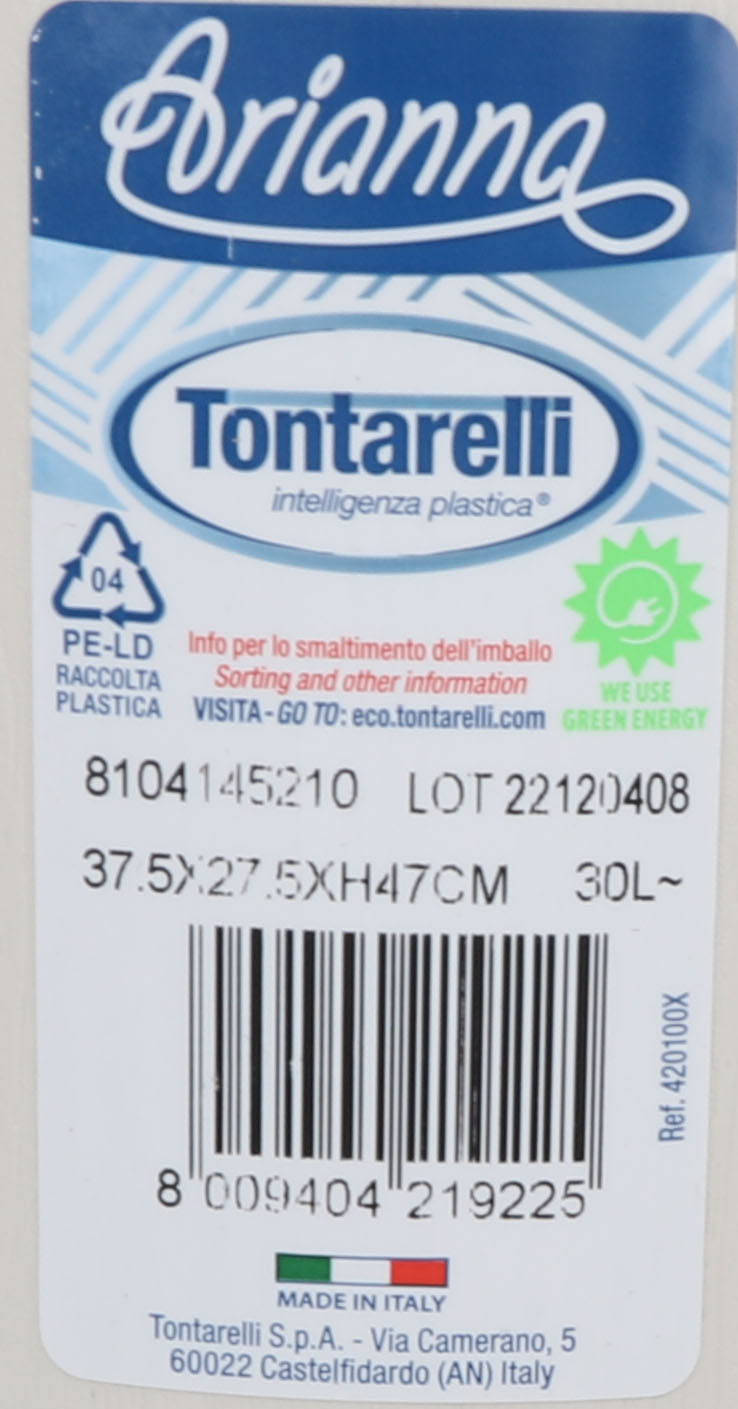 Arianna
Tontarelli
intelligenza plastica®
04
PE-LD
RACCOLTA
PLASTICA
Info per lo smaltimento dell'imballo
Sorting and other information
VISITA - GO TO: eco.tontarelli.com
WE USE
GREEN ENERGY
8104145210 LOT 22120408
37.5X27.5XH47CM 30L~
Ref. 420100X
8 009404 219225
MADE IN ITALY
Tontarelli S.p.A. - Via Camerano, 5
60022 Castelfidardo (AN) Italy